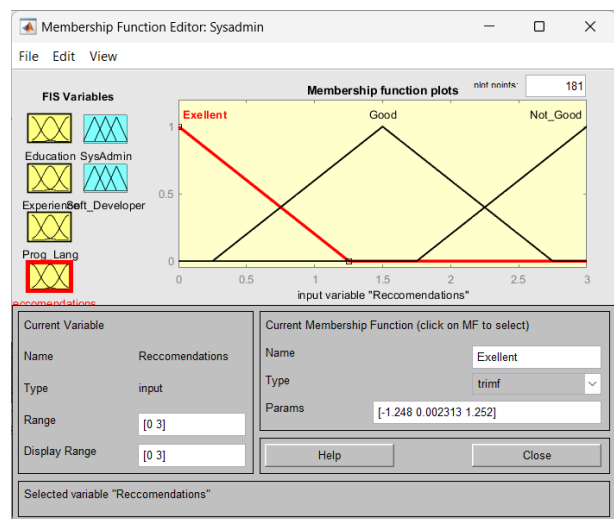 Membership Function Editor: Sysadmin
File Edit View
FIS Variables
Education SysAdmin
Experience Soft_Developer
Prog_Lang
Reccomendations
Membership function plots
plot points:
181
Exellent Good Not_Good
1
0.5
0
0 0.5 1 1.5 2 2.5 3
input variable "Reccomendations"
Current Variable
Name Reccomendations
Type input
Range [0 3]
Display Range [0 3]
Current Membership Function (click on MF to select)
Name Exellent
Type trimf
Params [-1.248 0.002313 1.252]
Help Close
Selected variable "Reccomendations"